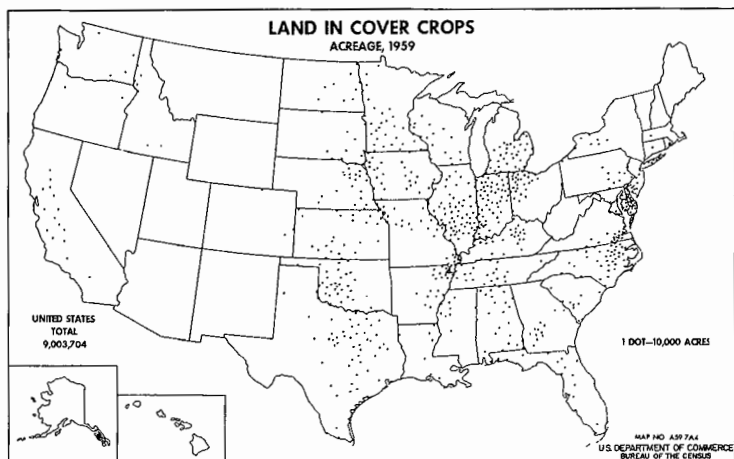 LAND IN COVER CROPS
ACREAGE, 1959
UNITED STATES
TOTAL
9,003,704
1 DOT—10,000 ACRES
MAP NO A59 7A4
U.S. DEPARTMENT OF COMMERCE
BUREAU OF THE CENSUS